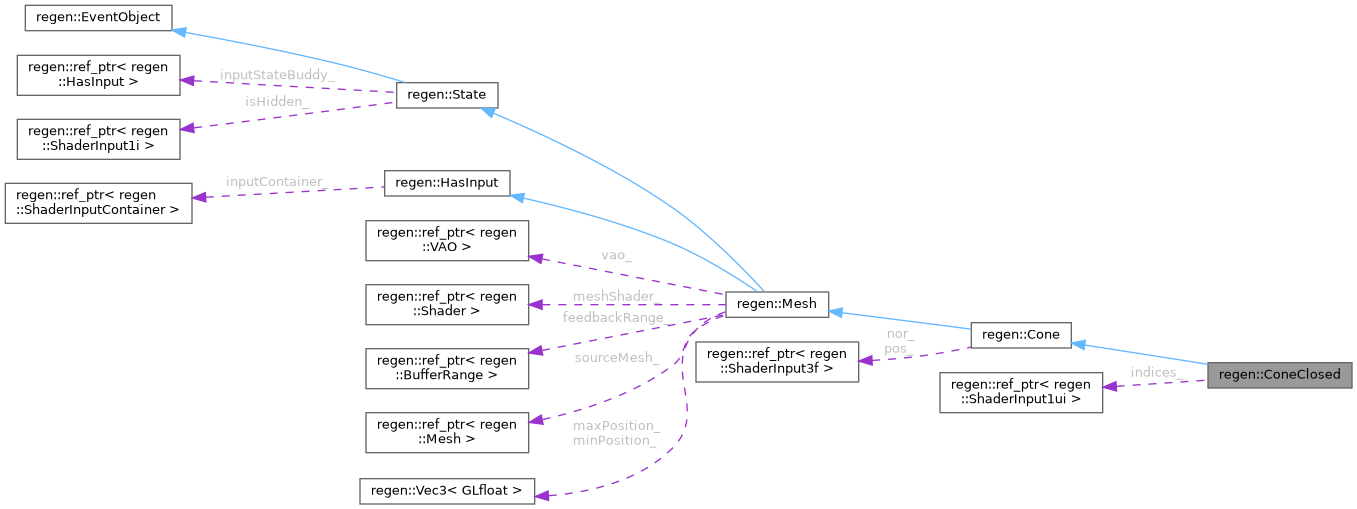 regen::EventObject
regen::ref_ptr< regen
::HasInput >
inputStateBuddy_
regen::State
isHidden_
regen::ref_ptr< regen
::ShaderInput1i >
regen::HasInput
inputContainer_
regen::ref_ptr< regen
::ShaderInputContainer >
regen::ref_ptr< regen
::VAO >
vao_
regen::ref_ptr< regen
::Shader >
meshShader_
regen::Mesh
feedbackRange_
regen::ref_ptr< regen
::BufferRange >
sourceMesh_
nor_
pos_
regen::Cone
regen::ref_ptr< regen
::ShaderInput3f >
indices_
regen::ConeClosed
regen::ref_ptr< regen
::ShaderInput1ui >
regen::ref_ptr< regen
::Mesh >
maxPosition_
minPosition_
regen::Vec3< GLfloat >